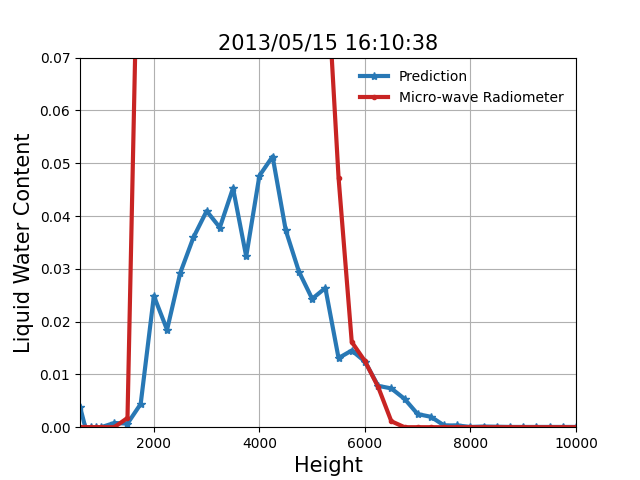 2013/05/15 16:10:38
Prediction
Micro-wave Radiometer
Liquid Water Content
0.07
0.06
0.05
0.04
0.03
0.02
0.01
0.00
2000 4000 6000 8000 10000
Height